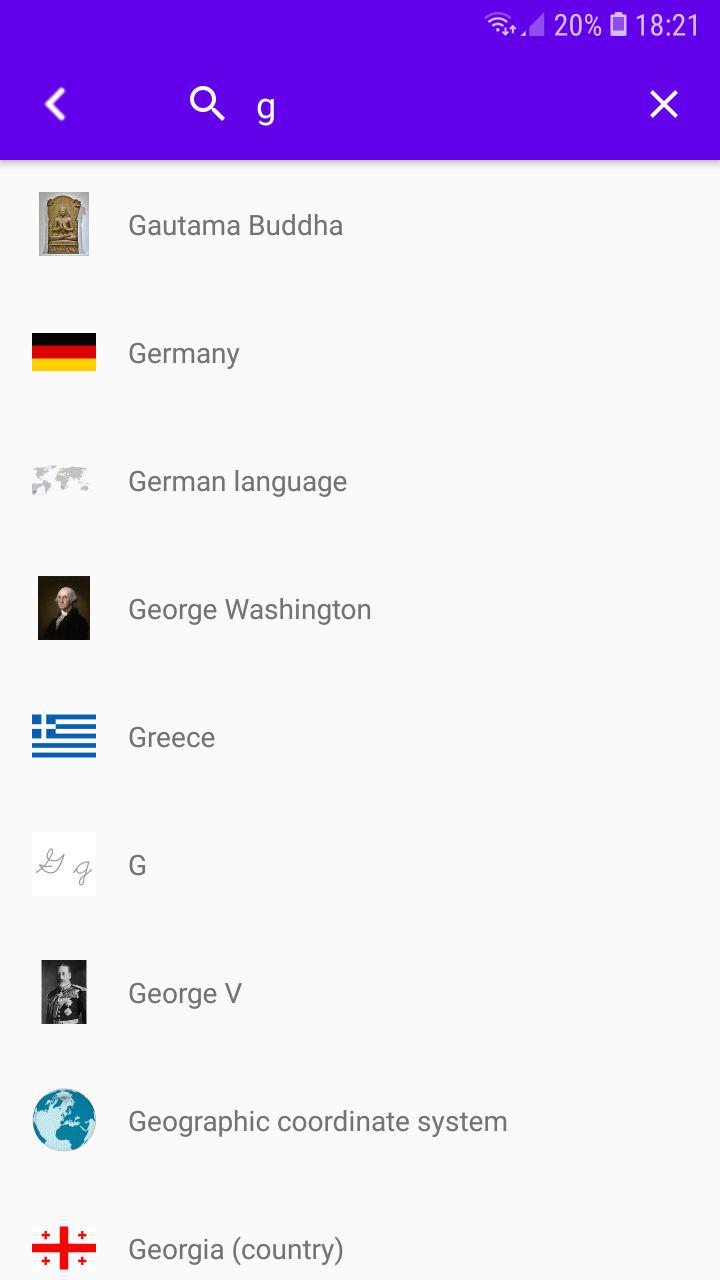 20% 18:21
g
Gautama Buddha
Germany
German language
George Washington
Greece
G g
G
George V
Geographic coordinate system
Georgia (country)